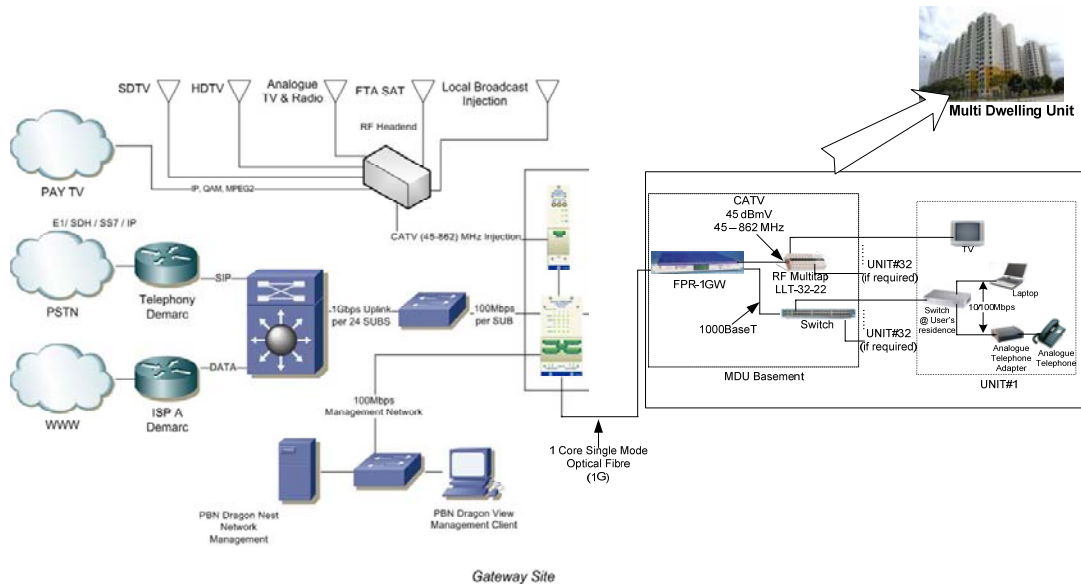 SDTV
HDTV
Analogue
TV & Radio
FTA SAT
Local Broadcast
Injection
RF Headend
PAY TV
IP, QAM, MPEG2
CATV (45-862) MHz Injection
E1/ SDH / SS7 / IP
PSTN
Telephony
Demarc
SIP
1Gbps Uplink
per 24 SUBS
100Mbps
per SUB
WWW
ISP A
Demarc
DATA
100Mbps
Management Network
PBN Dragon Nest
Network
Management
PBN Dragon View
Management Client
1 Core Single Mode
Optical Fibre
(1G)
Gateway Site
Multi Dwelling Unit
CATV
45 dBmV
45 – 862 MHz
FPR-1GW
RF Multitap
LLT-32-22
UNIT#32
(if required)
1000BaseT
Switch
UNIT#32
(if required)
MDU Basement
TV
Laptop
10/100Mbps
Switch
@ User's
residence
Analogue
Telephone
Adapter
Analogue
Telephone
UNIT#1